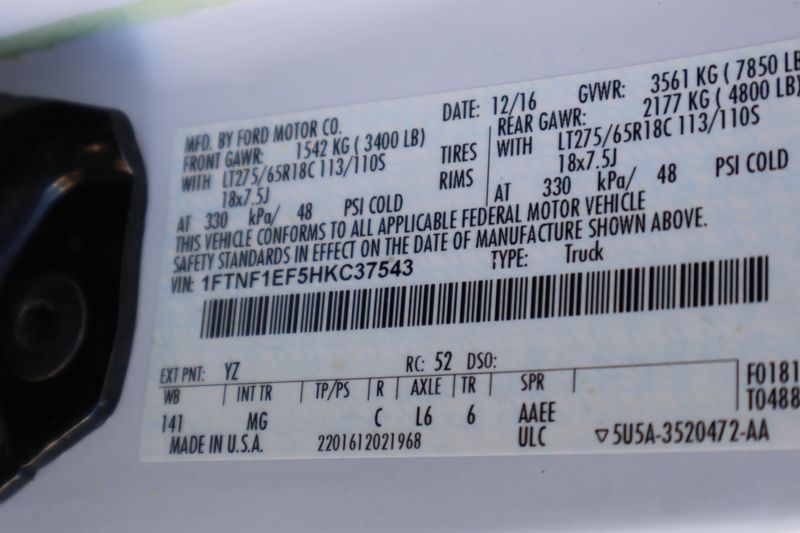 MFD. BY FORD MOTOR CO. DATE: 12/16 GVWR: 3561 KG ( 7850 LB
FRONT GAWR: 1542 KG ( 3400 LB) REAR GAWR: 2177 KG ( 4800 LB)
WITH LT275/65R18C 113/110S TIRES WITH LT275/65R18C 113/110S
18x7.5J RIMS 18x7.5J
AT 330 kPa/ 48 PSI COLD AT 330 kPa/ 48 PSI COLD
THIS VEHICLE CONFORMS TO ALL APPLICABLE FEDERAL MOTOR VEHICLE
SAFETY STANDARDS IN EFFECT ON THE DATE OF MANUFACTURE SHOWN ABOVE.
VIN: 1FTNF1EF5HKC37543 TYPE: Truck
EXT PNT: YZ RC: 52 DSO:
WB INT TR TP/PS R AXLE TR SPR F0181
141 MG C L6 6 AAEE T0488
MADE IN U.S.A. 2201612021968 ULC ▽5U5A-3520472-AA